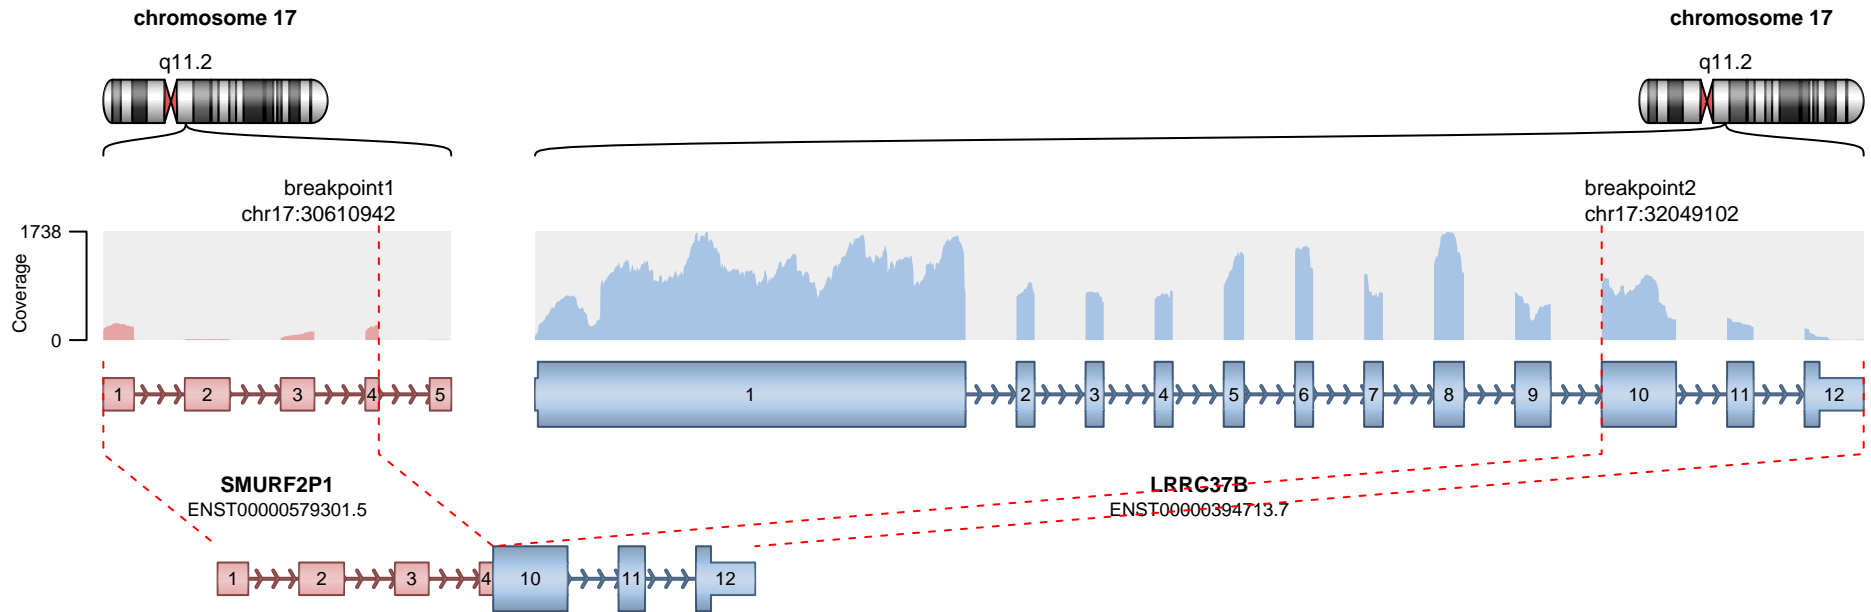 chromosome 17
chromosome 17
q11.2
q11.2
breakpoint1
chr17:30610942
breakpoint2
chr17:32049102
Coverage
1738
0
1 2 3 4 5
1 2 3 4 5 6 7 8 9 10 11 12
SMURF2P1
ENST00000579301.5
LRRC37B
ENST00000394713.7
1 2 3 4 10 11 12